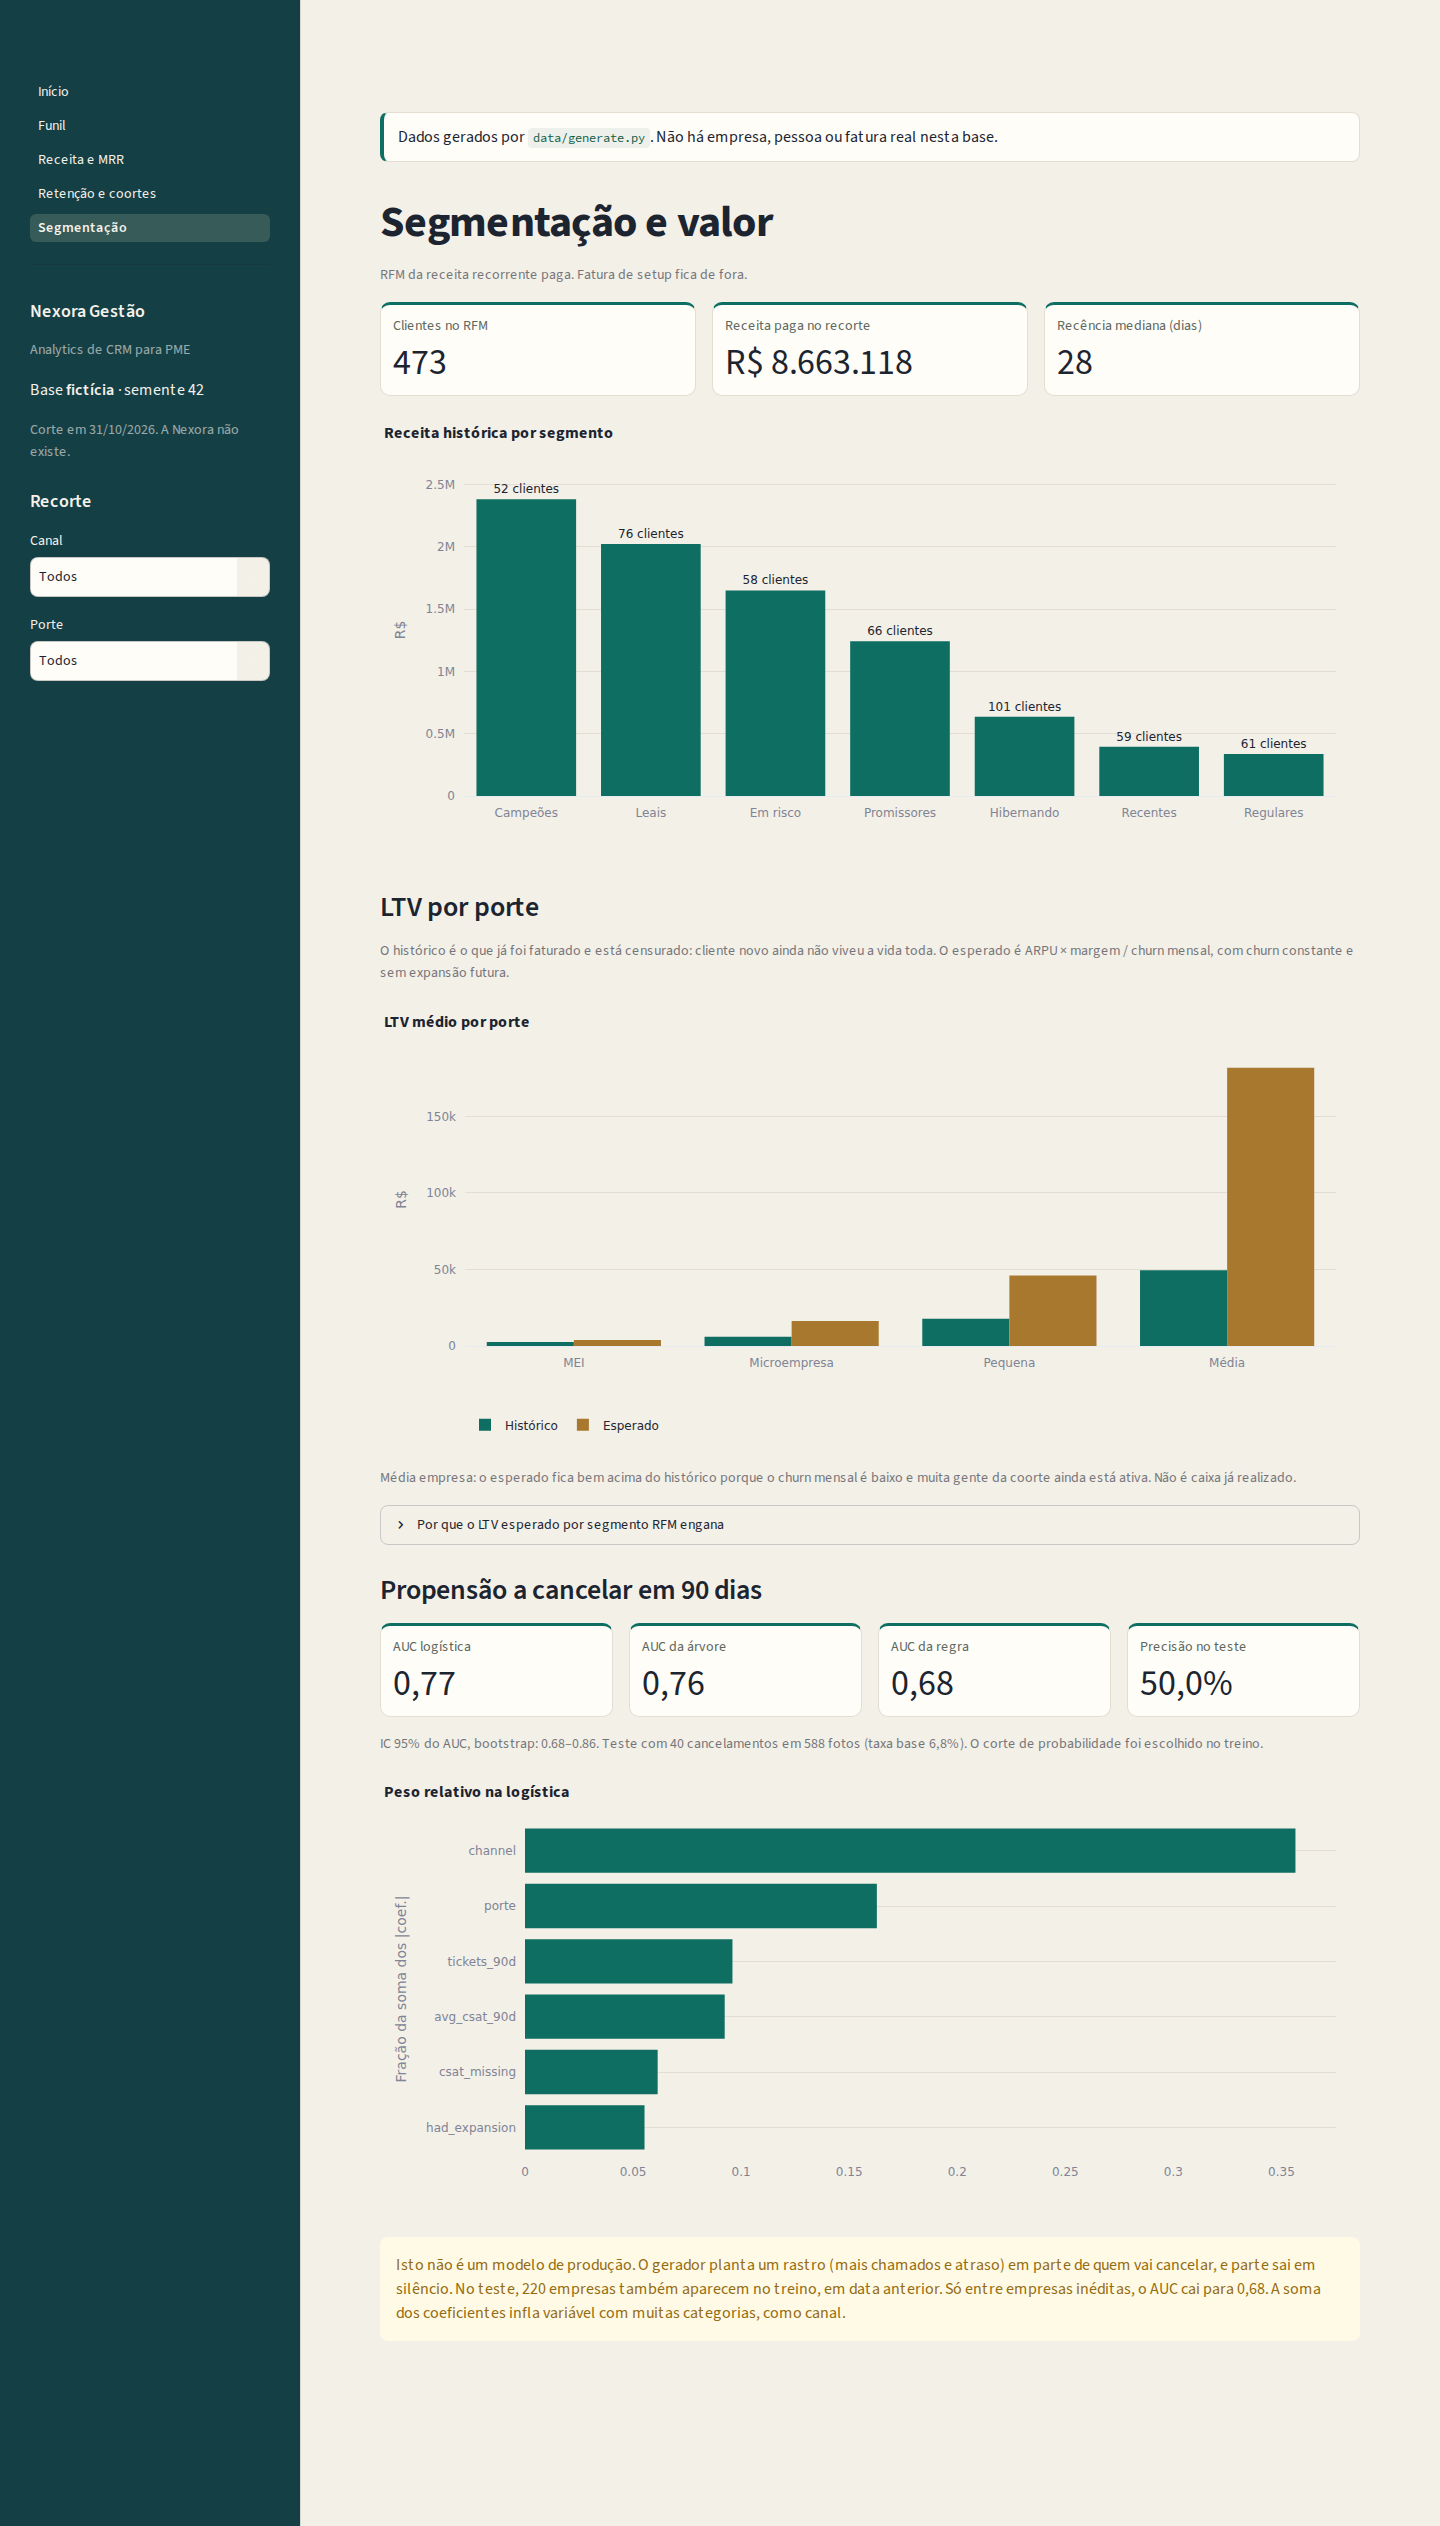 Início
Funil
Receita e MRR
Retenção e coortes
Segmentação
Nexora Gestão
Analytics de CRM para PME
Base fictícia · semente 42
Corte em 31/10/2026. A Nexora não
existe.
Recorte
Canal
Todos
Porte
Todos
Dados gerados por data/generate.py. Não há empresa, pessoa ou fatura real nesta base.
Segmentação e valor
RFM da receita recorrente paga. Fatura de setup fica de fora.
Clientes no RFM
473
Receita paga no recorte
R$ 8.663.118
Recência mediana (dias)
28
Receita histórica por segmento
R$
2.5M
2M
1.5M
1M
0.5M
0
52 clientes
76 clientes
58 clientes
66 clientes
101 clientes
59 clientes
61 clientes
Campeões
Leais
Em risco
Promissores
Hibernando
Recentes
Regulares
LTV por porte
O histórico é o que já foi faturado e está censurado: cliente novo ainda não viveu a vida toda. O esperado é ARPU × margem / churn mensal, com churn constante e
sem expansão futura.
LTV médio por porte
R$
150k
100k
50k
0
MEI
Microempresa
Pequena
Média
Histórico
Esperado
Média empresa: o esperado fica bem acima do histórico porque o churn mensal é baixo e muita gente da coorte ainda está ativa. Não é caixa já realizado.
Por que o LTV esperado por segmento RFM engana
Propensão a cancelar em 90 dias
AUC logística
0,77
AUC da árvore
0,76
AUC da regra
0,68
Precisão no teste
50,0%
IC 95% do AUC, bootstrap: 0.68–0.86. Teste com 40 cancelamentos em 588 fotos (taxa base 6,8%). O corte de probabilidade foi escolhido no treino.
Peso relativo na logística
Fração da soma dos |coef.|
channel
porte
tickets_90d
avg_csat_90d
csat_missing
had_expansion
0
0.05
0.1
0.15
0.2
0.25
0.3
0.35
Isto não é um modelo de produção. O gerador planta um rastro (mais chamados e atraso) em parte de quem vai cancelar, e parte sai em
silêncio. No teste, 220 empresas também aparecem no treino, em data anterior. Só entre empresas inéditas, o AUC cai para 0,68. A soma
dos coeficientes infla variável com muitas categorias, como canal.